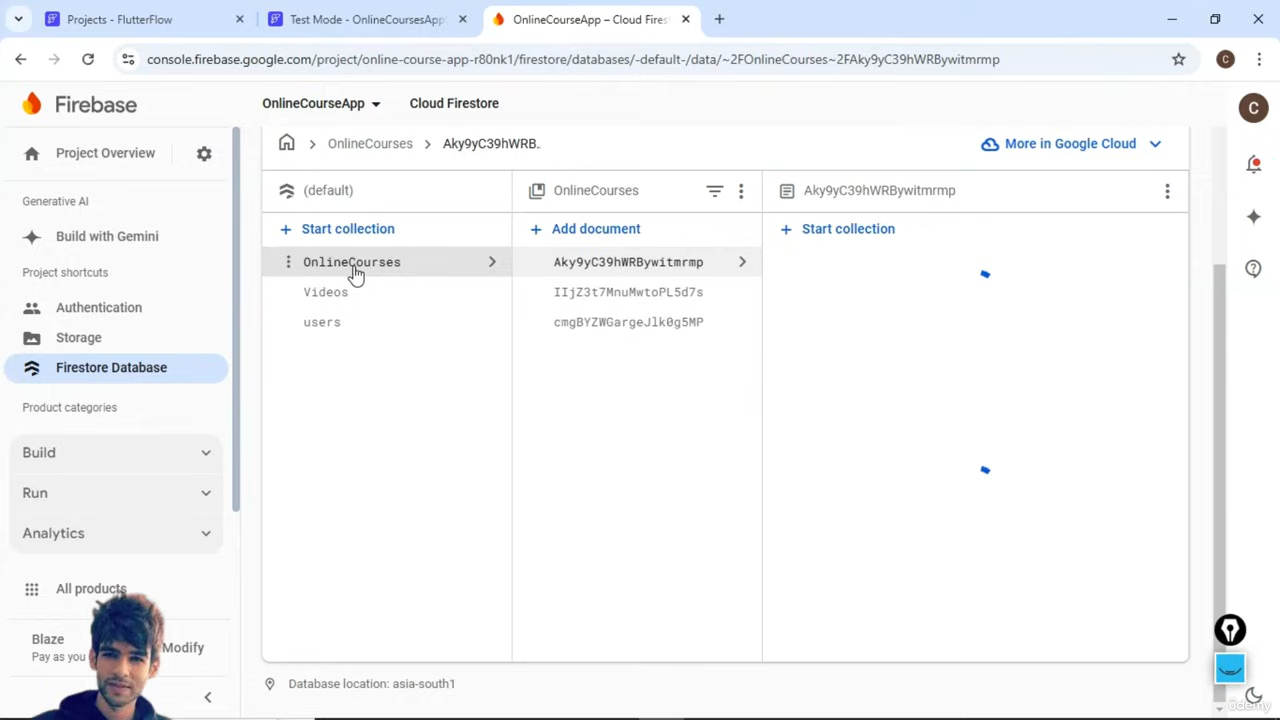 Projects - FlutterFlow
Test Mode - OnlineCoursesApp
OnlineCourseApp – Cloud Fires
console.firebase.google.com/project/online-course-app-r80nk1/firestore/databases/-default-/data/~2FOnlineCourses~2FAky9yC39hWRBywitmrmp
C
Firebase
OnlineCourseApp
Cloud Firestore
C
Project Overview
OnlineCourses
Aky9yC39hWRB.
More in Google Cloud
(default)
OnlineCourses
Aky9yC39hWRBywitmrmp
Generative AI
Start collection
Add document
Start collection
Build with Gemini
OnlineCourses
Aky9yC39hWRBywitmrmp
Project shortcuts
Videos
IIjZ3t7MnuMwtoPL5d7s
Authentication
users
cmgBYZWGargeJlk0g5MP
Storage
Firestore Database
Product categories
Build
Run
Analytics
All products
Blaze
Pay as you
Modify
Database location: asia-south1
ûdemy